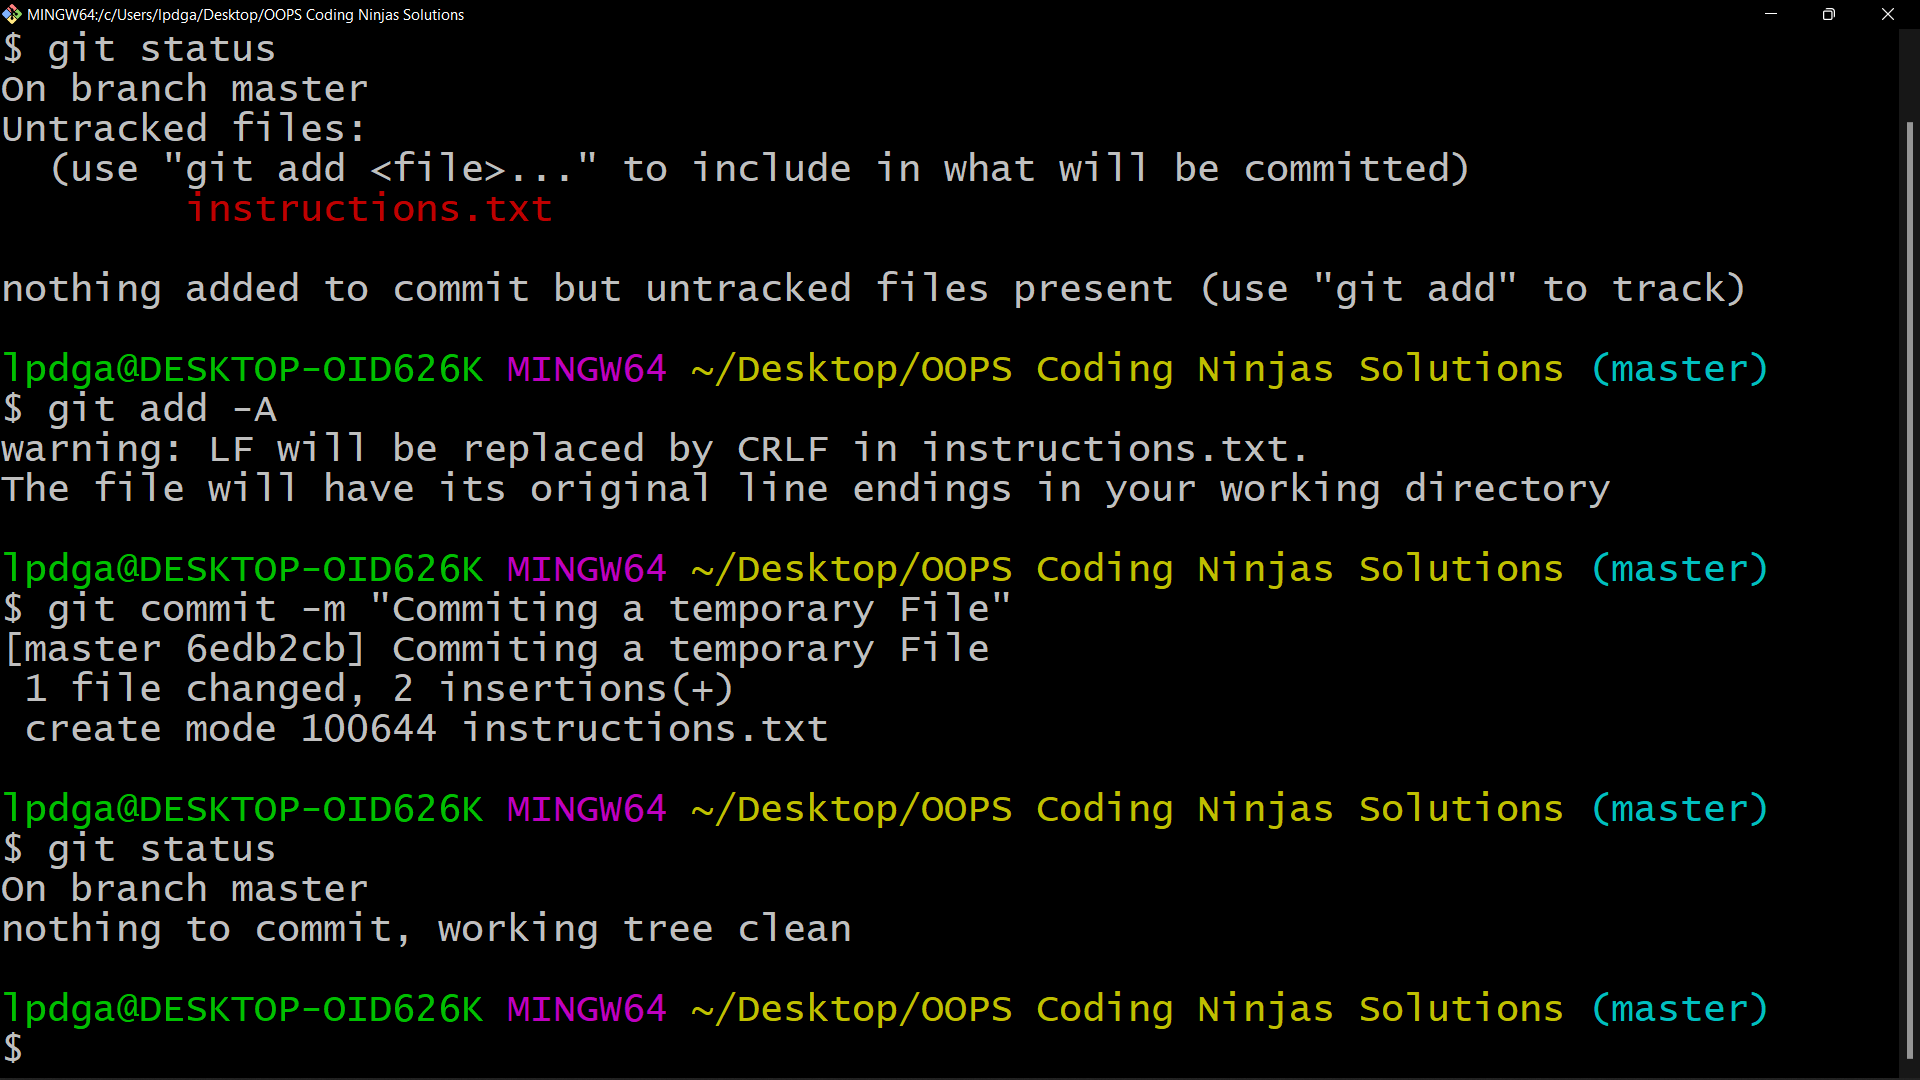 MINGW64:/c/Users/lpdga/Desktop/OOPS Coding Ninjas Solutions
$ git status
On branch master
Untracked files:
  (use "git add <file>..." to include in what will be committed)
        instructions.txt

nothing added to commit but untracked files present (use "git add" to track)

lpdga@DESKTOP-OID626K MINGW64 ~/Desktop/OOPS Coding Ninjas Solutions (master)
$ git add -A
warning: LF will be replaced by CRLF in instructions.txt.
The file will have its original line endings in your working directory

lpdga@DESKTOP-OID626K MINGW64 ~/Desktop/OOPS Coding Ninjas Solutions (master)
$ git commit -m "Commiting a temporary File"
[master 6edb2cb] Commiting a temporary File
 1 file changed, 2 insertions(+)
 create mode 100644 instructions.txt

lpdga@DESKTOP-OID626K MINGW64 ~/Desktop/OOPS Coding Ninjas Solutions (master)
$ git status
On branch master
nothing to commit, working tree clean

lpdga@DESKTOP-OID626K MINGW64 ~/Desktop/OOPS Coding Ninjas Solutions (master)
$